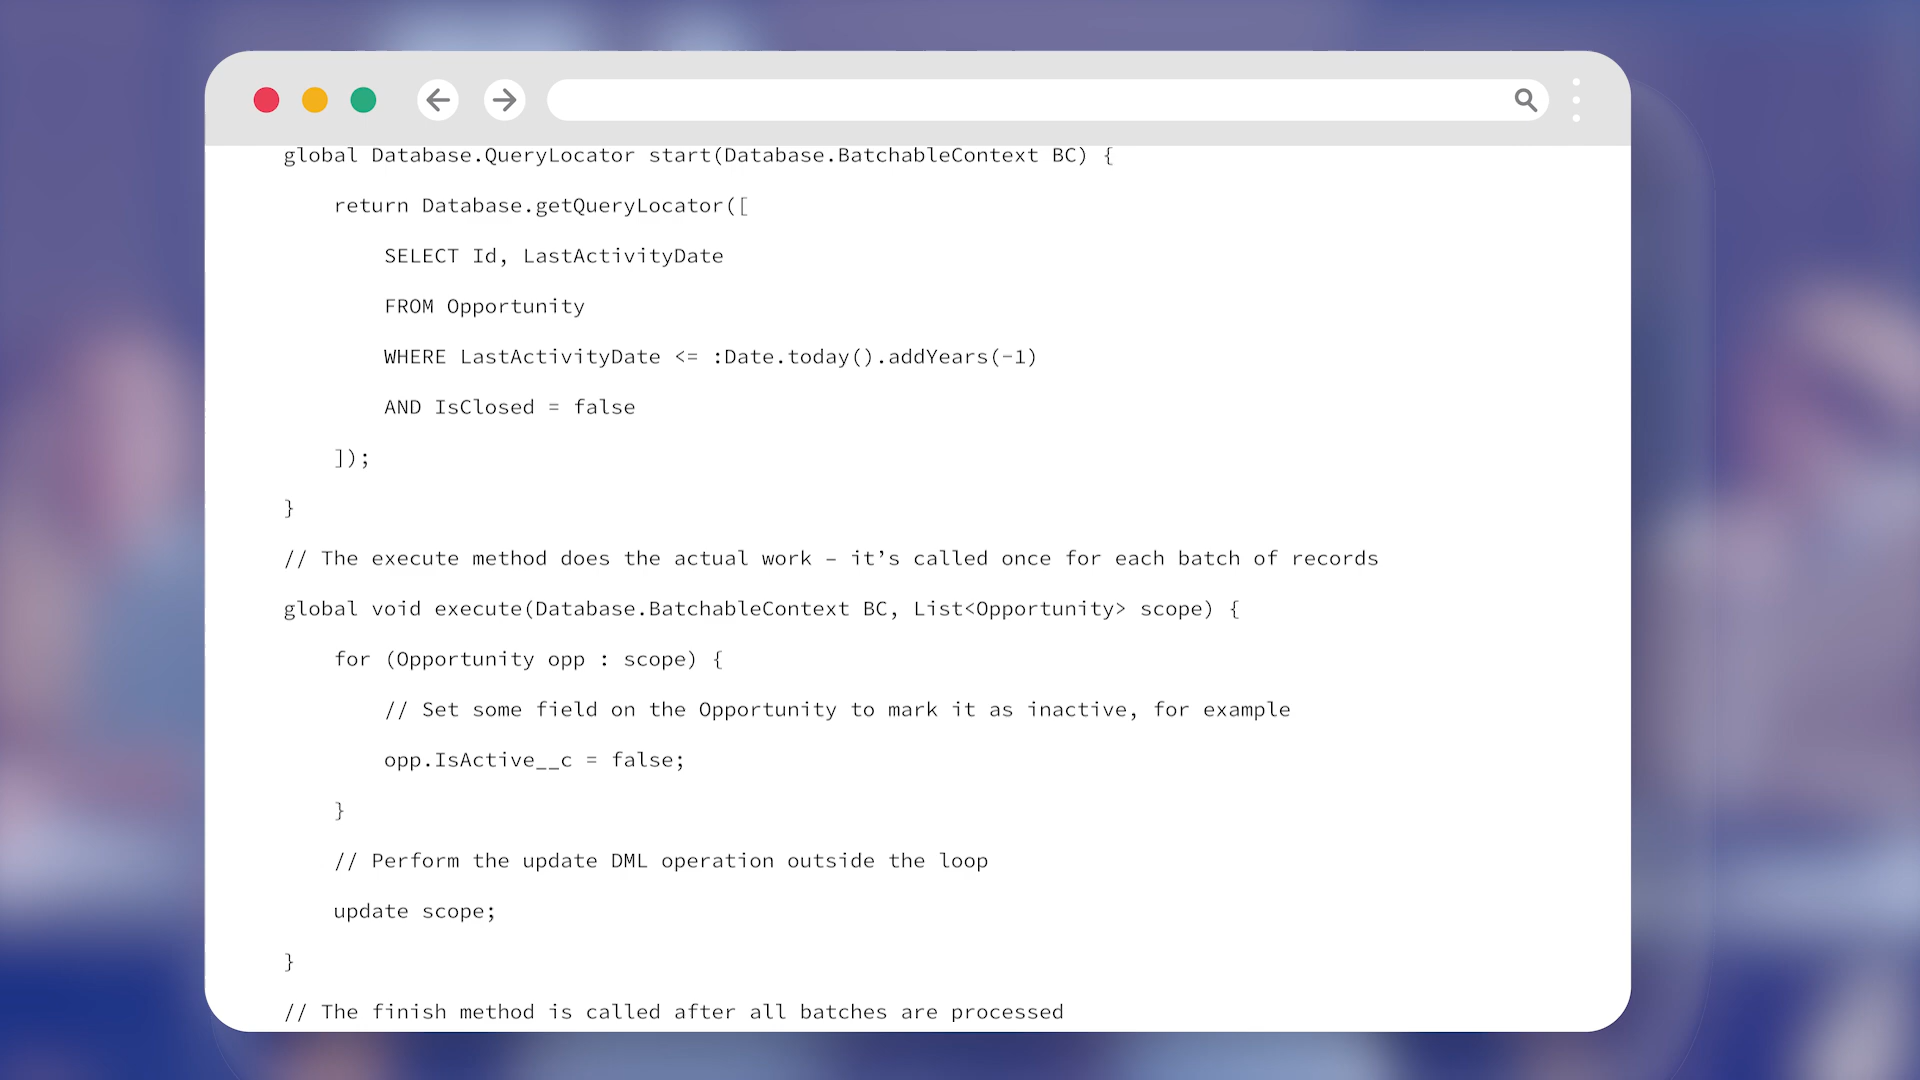 global Database.QueryLocator start(Database.BatchableContext BC) {
return Database.getQueryLocator([
SELECT Id, LastActivityDate
FROM Opportunity
WHERE LastActivityDate <= :Date.today().addYears(-1)
AND IsClosed = false
]);
}
// The execute method does the actual work – it’s called once for each batch of records
global void execute(Database.BatchableContext BC, List<Opportunity> scope) {
for (Opportunity opp : scope) {
// Set some field on the Opportunity to mark it as inactive, for example
opp.IsActive__c = false;
}
// Perform the update DML operation outside the loop
update scope;
}
// The finish method is called after all batches are processed